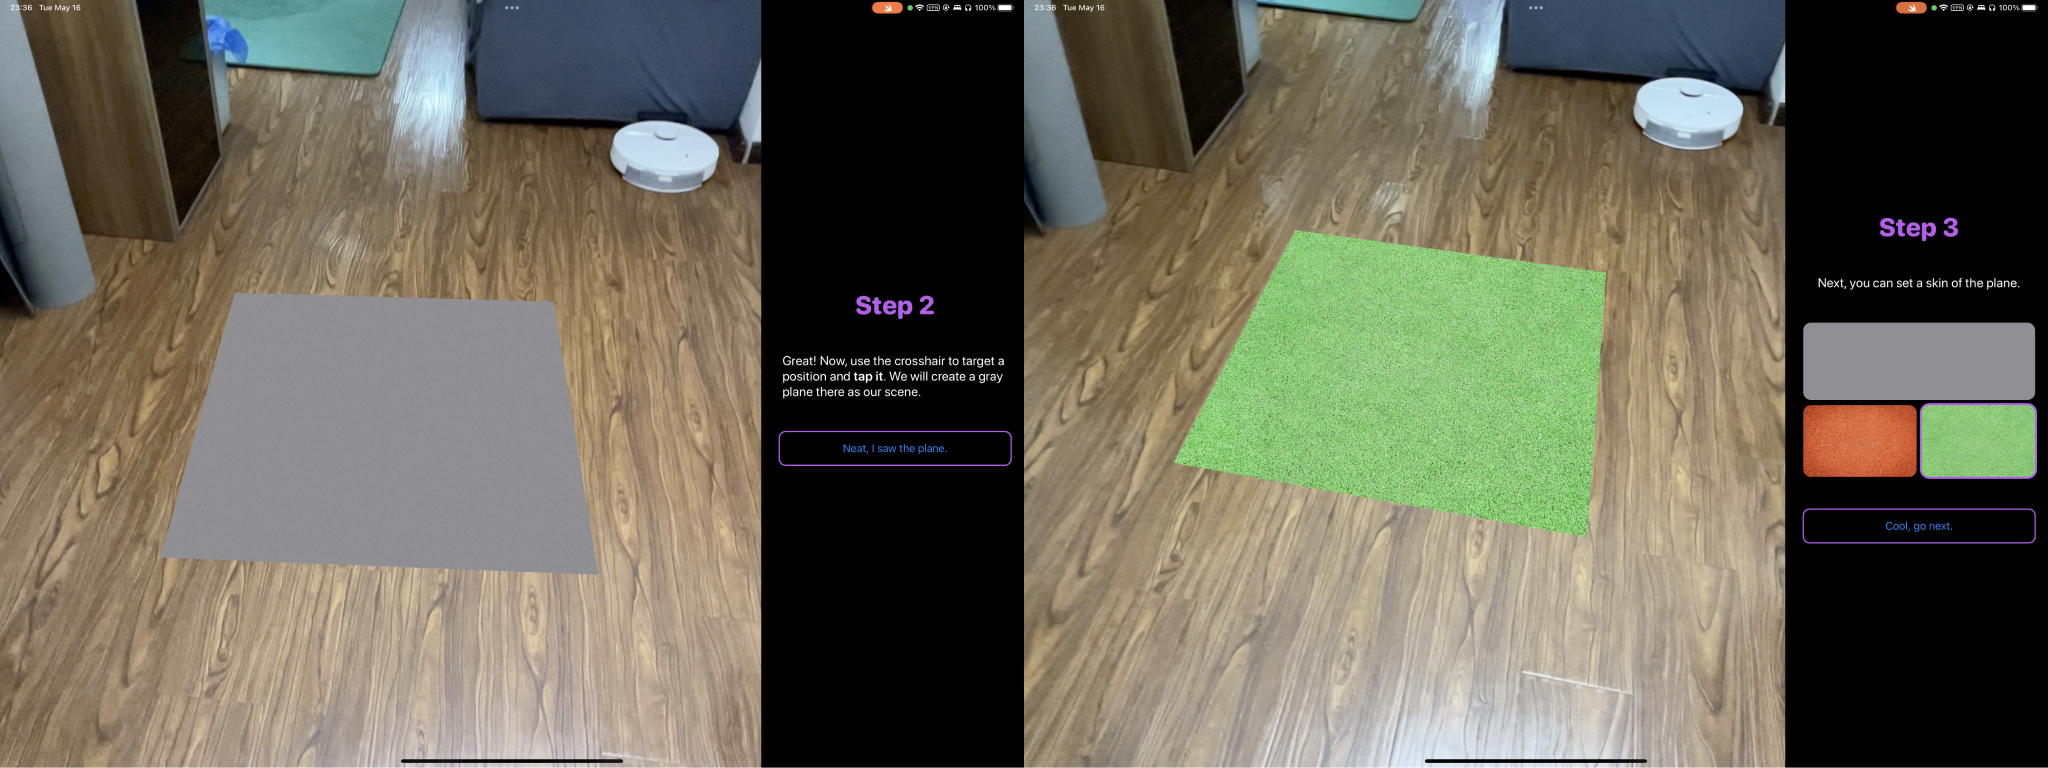 23:36 Tue May 16
VPN 100%
Step 2
Great! Now, use the crosshair to target a
position and tap it. We will create a gray
plane there as our scene.
Neat, I saw the plane.
23:36 Tue May 16
VPN 100%
Step 3
Next, you can set a skin of the plane.
Cool, go next.